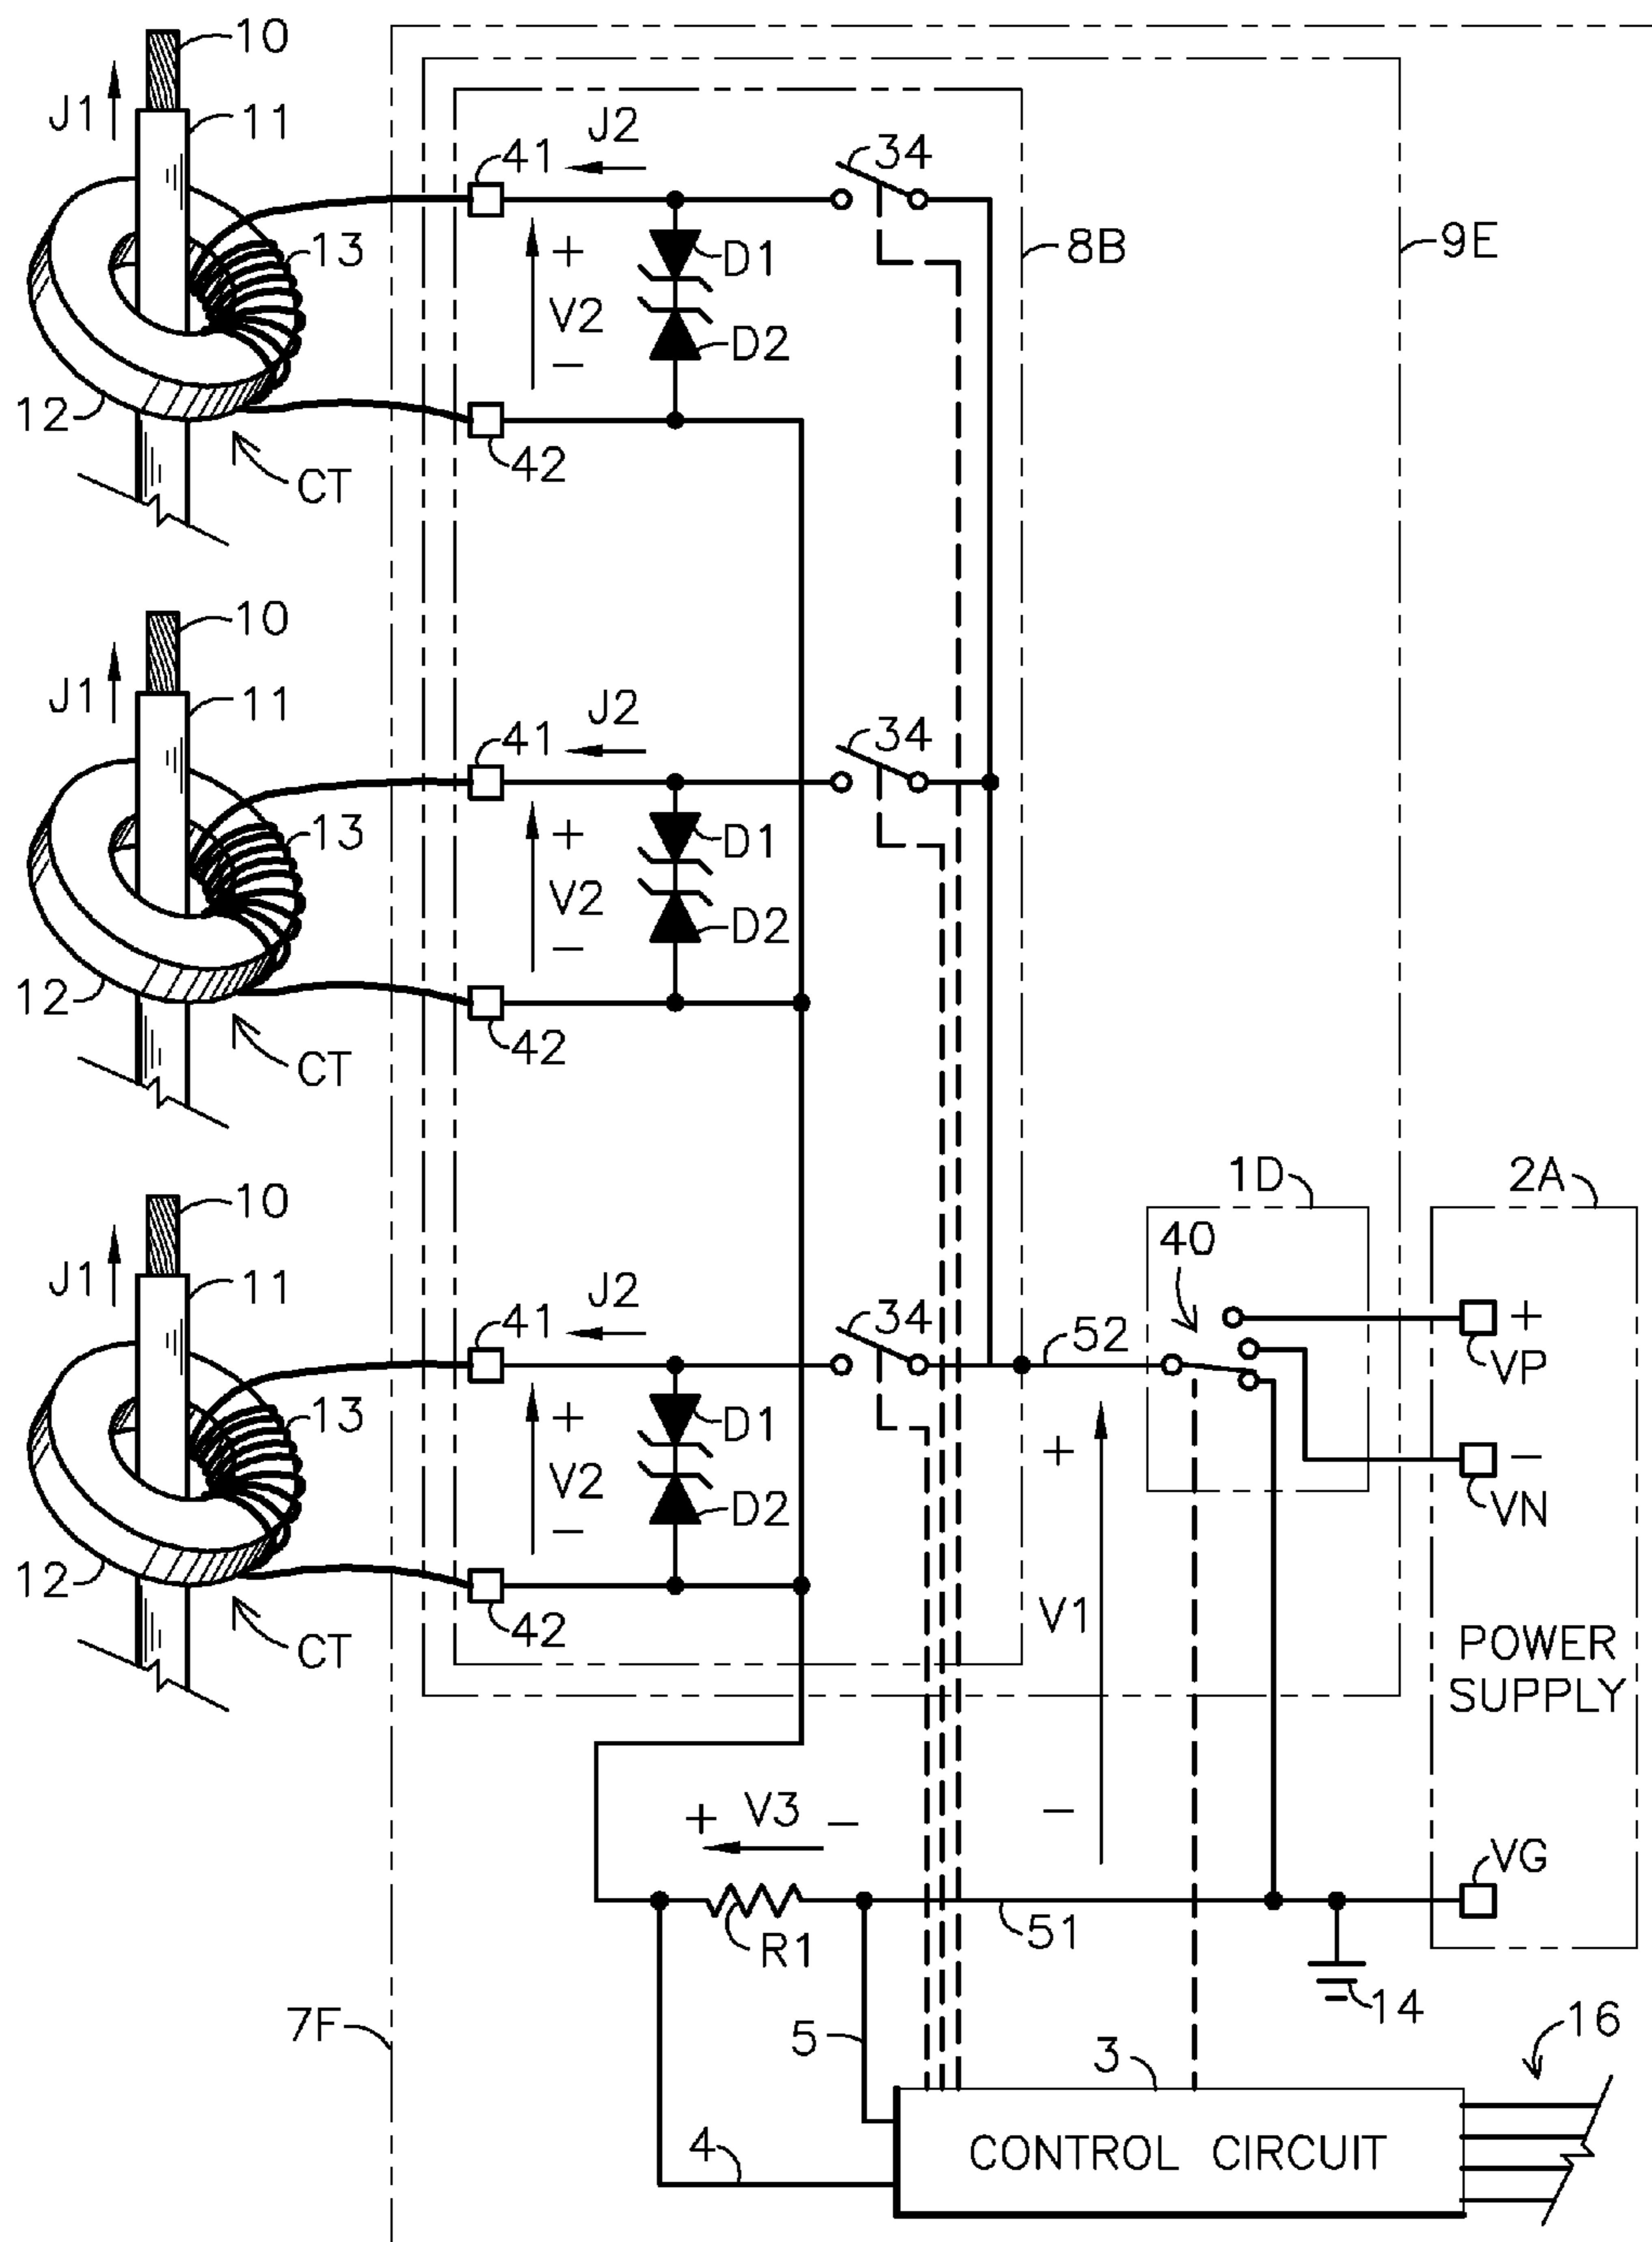 10
J1
11
41
J2
34
13
+
V2
−
D1
D2
8B
9E
12
42
CT
10
J1
11
41
J2
34
13
+
V2
−
D1
D2
12
42
CT
10
J1
11
41
J2
34
13
+
V2
−
D1
D2
12
42
CT
52
1D
40
2A
+
VP
−
VN
+
V1
−
POWER
SUPPLY
+ V3 −
R1
51
VG
14
7F
5
3
16
4
CONTROL CIRCUIT